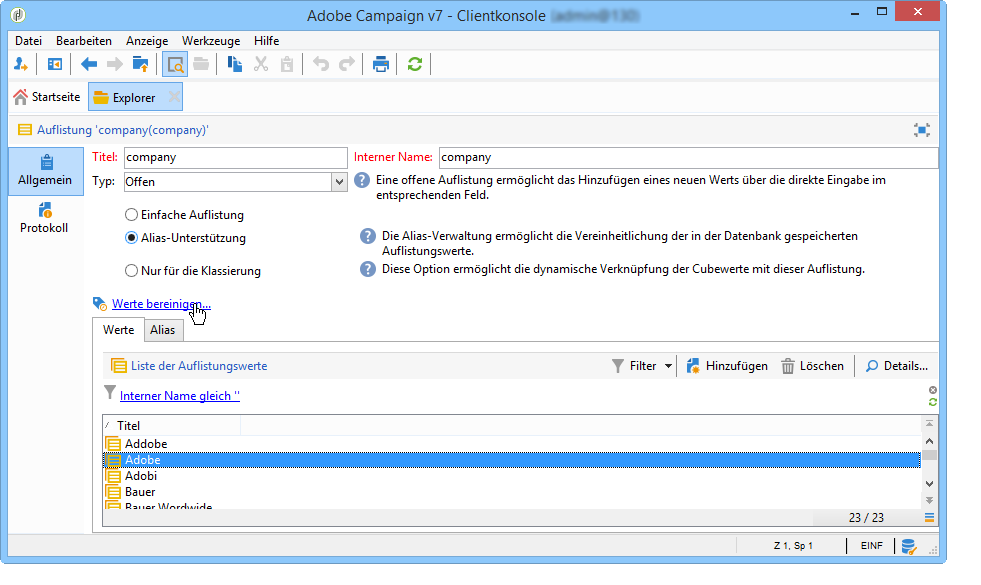 Adobe Campaign v7 - Clientkonsole
Datei Bearbeiten Anzeige Werkzeuge Hilfe
Startseite Explorer
Auflistung 'company(company)'
Allgemein
Protokoll
Titel: company Interner Name: company
Typ: Offen Eine offene Auflistung ermöglicht das Hinzufügen eines neuen Werts über die direkte Eingabe im
entsprechenden Feld.
Einfache Auflistung
Alias-Unterstützung Die Alias-Verwaltung ermöglicht die Vereinheitlichung der in der Datenbank gespeicherten
Auflistungswerte.
Nur für die Klassierung Diese Option ermöglicht die dynamische Verknüpfung der Cubewerte mit dieser Auflistung.
Werte bereinigen...
Werte Alias
Liste der Auflistungswerte Filter Hinzufügen Löschen Details...
Interner Name gleich ''
Titel
Addobe
Adobe
Adobi
Bauer
Bauer Wordwide
23 / 23
Z 1, Sp 1 EINF